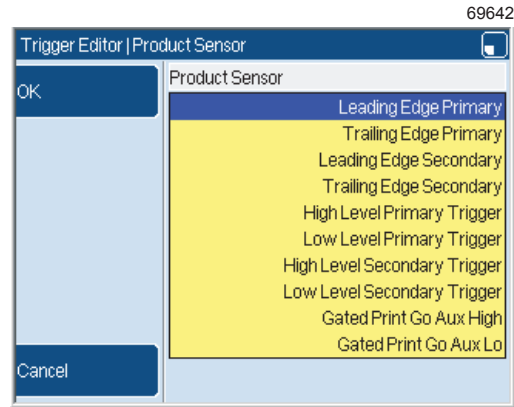 69642
Trigger Editor | Product Sensor
OK
Product Sensor
Leading Edge Primary
Trailing Edge Primary
Leading Edge Secondary
Trailing Edge Secondary
High Level Primary Trigger
Low Level Primary Trigger
High Level Secondary Trigger
Low Level Secondary Trigger
Gated Print Go Aux High
Gated Print Go Aux Lo
Cancel